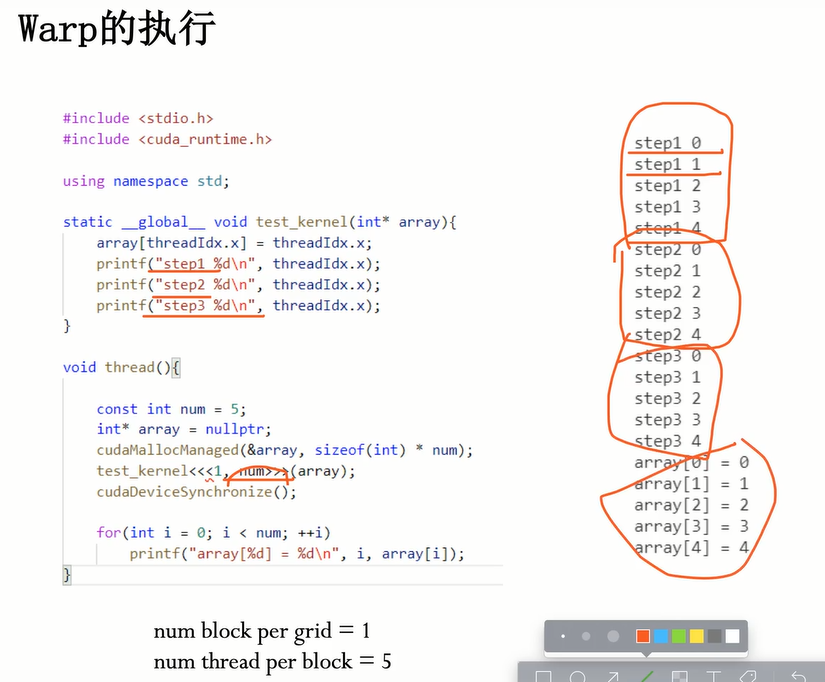 Warp的执行
#include <stdio.h>
#include <cuda_runtime.h>
using namespace std;
static __global__ void test_kernel(int* array){
array[threadIdx.x] = threadIdx.x;
printf("step1 %d\n", threadIdx.x);
printf("step2 %d\n", threadIdx.x);
printf("step3 %d\n", threadIdx.x);
}
void thread(){
const int num = 5;
int* array = nullptr;
cudaMallocManaged(&array, sizeof(int) * num);
test_kernel<<<1, num>>>(array);
cudaDeviceSynchronize();
for(int i = 0; i < num; ++i)
printf("array[%d] = %d\n", i, array[i]);
}
num block per grid = 1
num thread per block = 5
step1 0
step1 1
step1 2
step1 3
step1 4
step2 0
step2 1
step2 2
step2 3
step2 4
step3 0
step3 1
step3 2
step3 3
step3 4
array[0] = 0
array[1] = 1
array[2] = 2
array[3] = 3
array[4] = 4